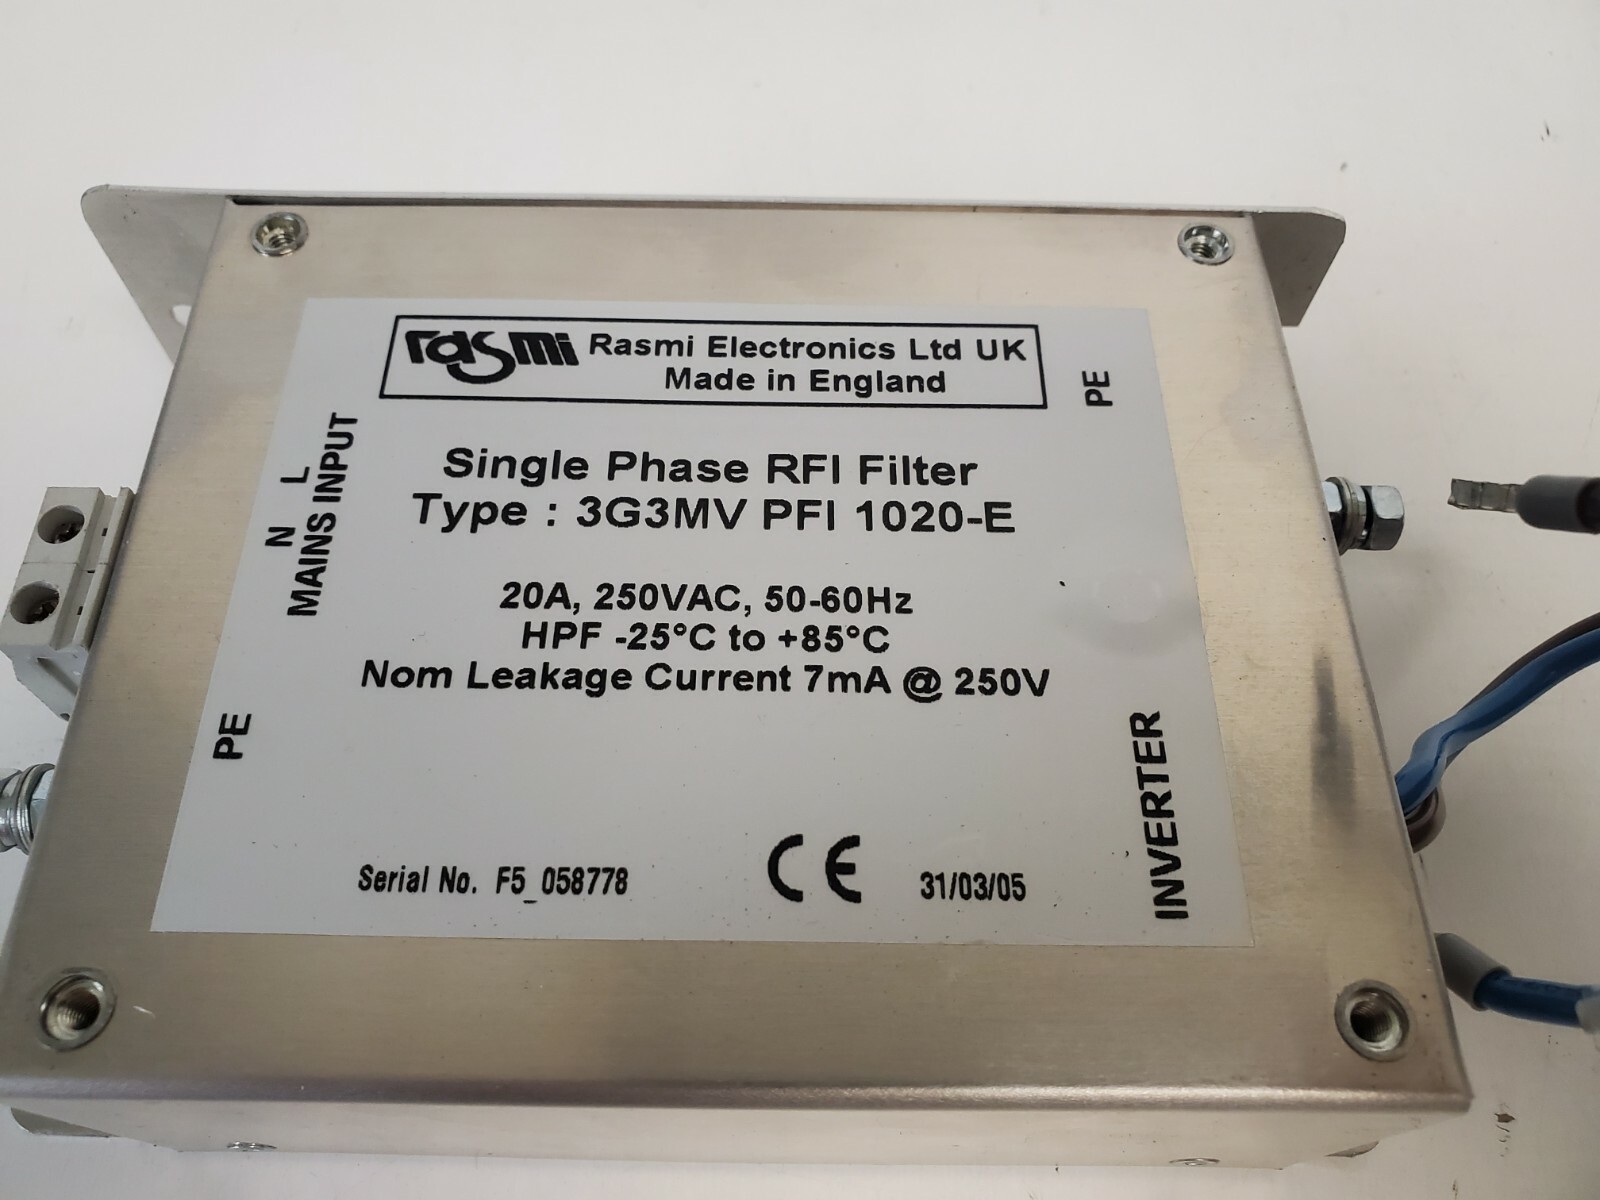 rasmi Rasmi Electronics Ltd UK
Made in England
PE
L
N
MAINS INPUT
Single Phase RFI Filter
Type : 3G3MV PFI 1020-E
20A, 250VAC, 50-60Hz
HPF -25°C to +85°C
Nom Leakage Current 7mA @ 250V
PE
INVERTER
Serial No. F5_058778
CE
31/03/05